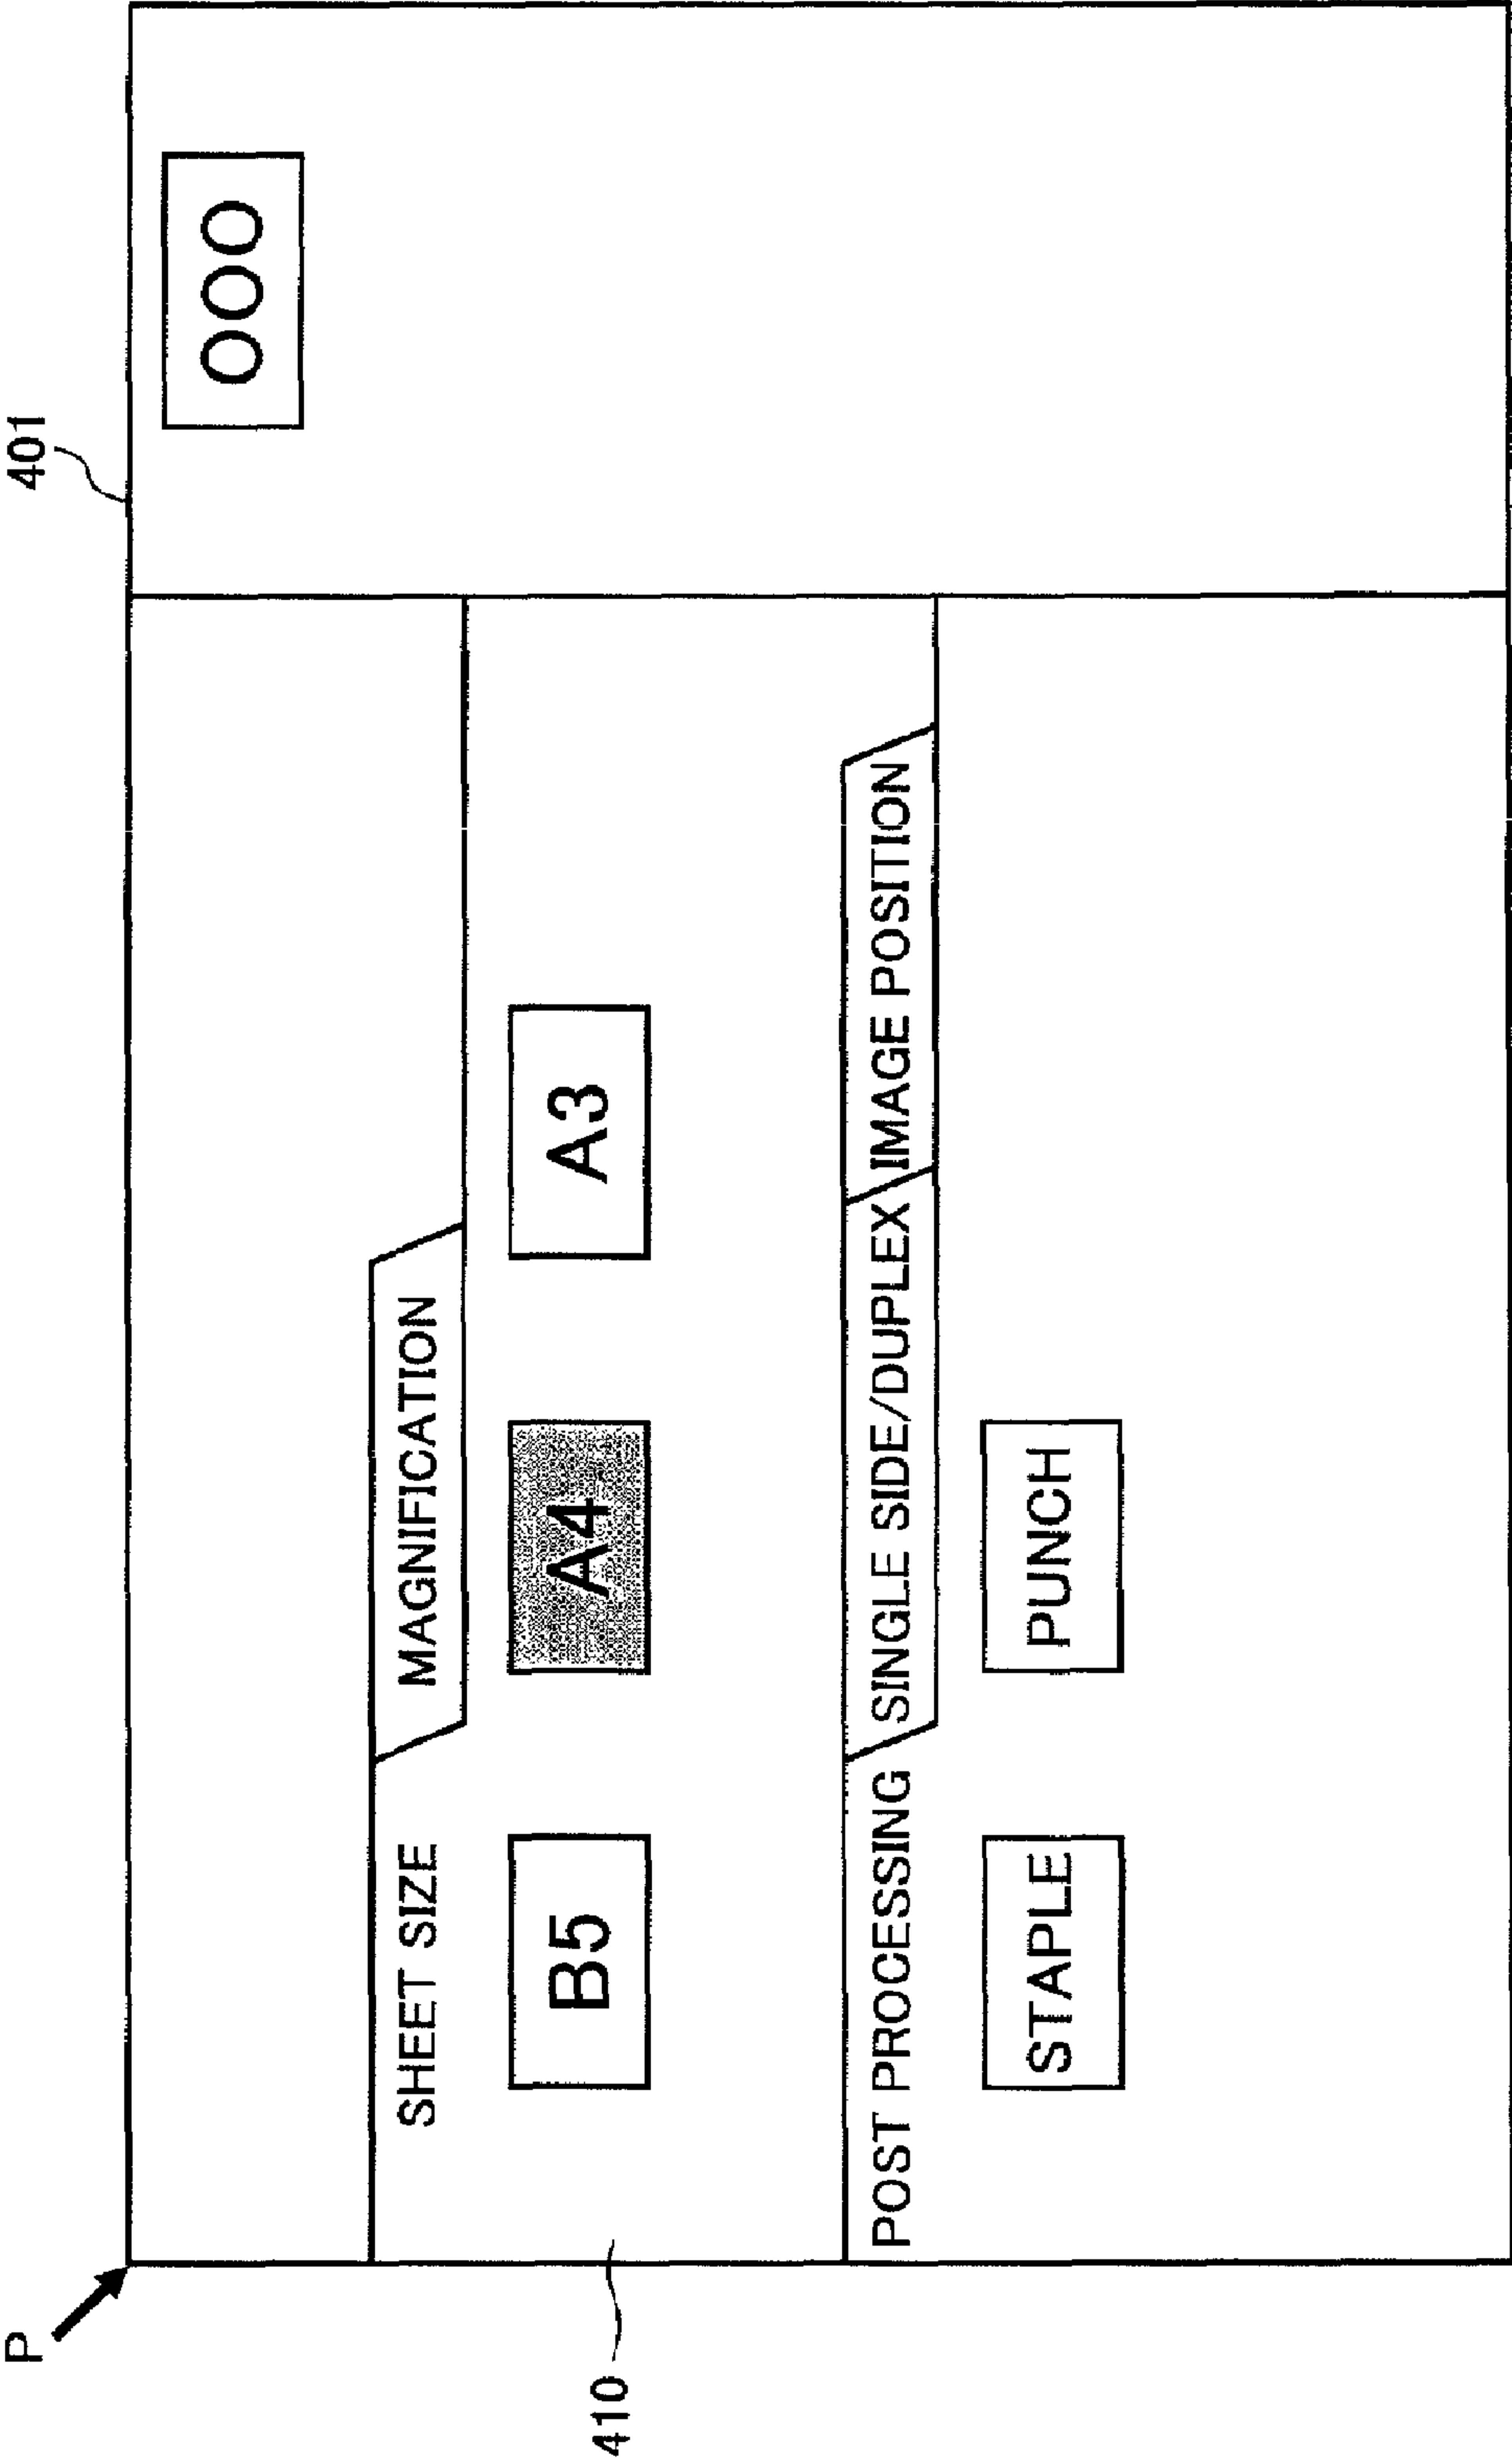 P
401
OOO
SHEET SIZE MAGNIFICATION
B5 A4 A3
410
POST PROCESSING SINGLE SIDE/DUPLEX IMAGE POSITION
STAPLE PUNCH